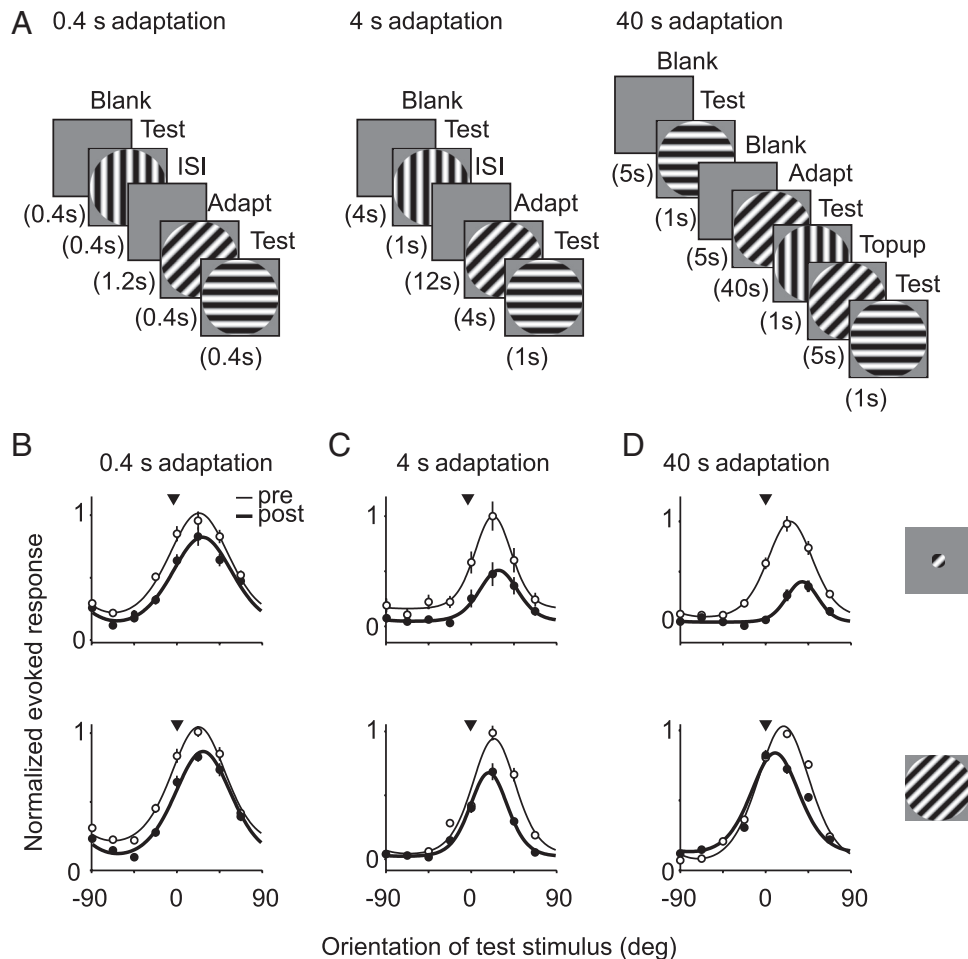 A
0.4 s adaptation
4 s adaptation
40 s adaptation
Blank
Test
ISI
Adapt
Test
(0.4s)
(0.4s)
(1.2s)
(0.4s)
(0.4s)
Blank
Test
ISI
Adapt
Test
(4s)
(1s)
(12s)
(4s)
(1s)
Blank
Test
Blank
Adapt
Test
Topup
Test
(5s)
(1s)
(5s)
(40s)
(1s)
(5s)
(1s)
B
0.4 s adaptation
C
4 s adaptation
D
40 s adaptation
pre
post
1
0
1
0
1
0
Normalized evoked response
1
0
1
0
1
0
-90 0 90
-90 0 90
-90 0 90
Orientation of test stimulus (deg)